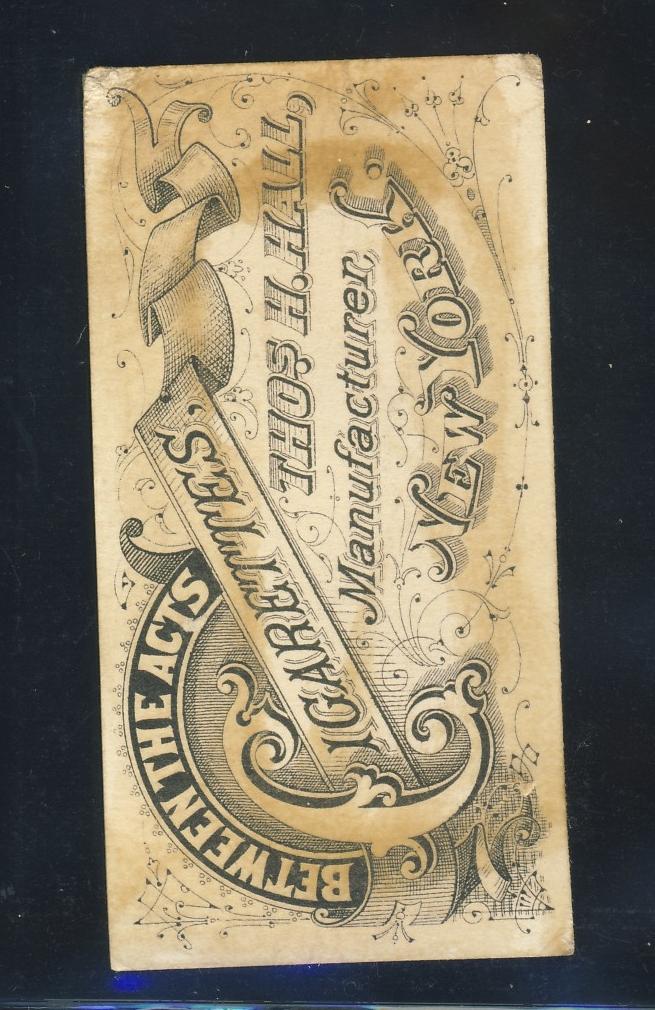 BETWEEN THE ACTS
CIGARETTES,
THOS H. HALL,
Manufacturer,
NEW YORK.